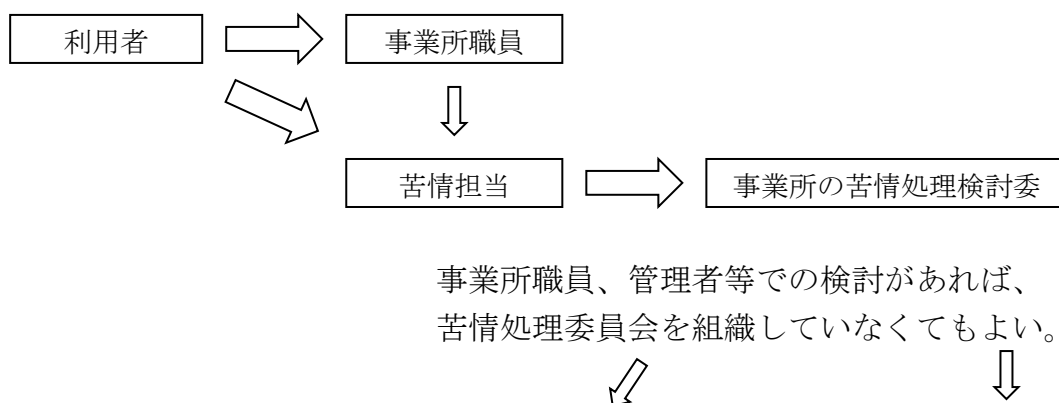 利用者
事業所職員
苦情担当
事業所の苦情処理検討委
事業所職員、管理者等での検討があれば、
苦情処理委員会を組織していなくてもよい。